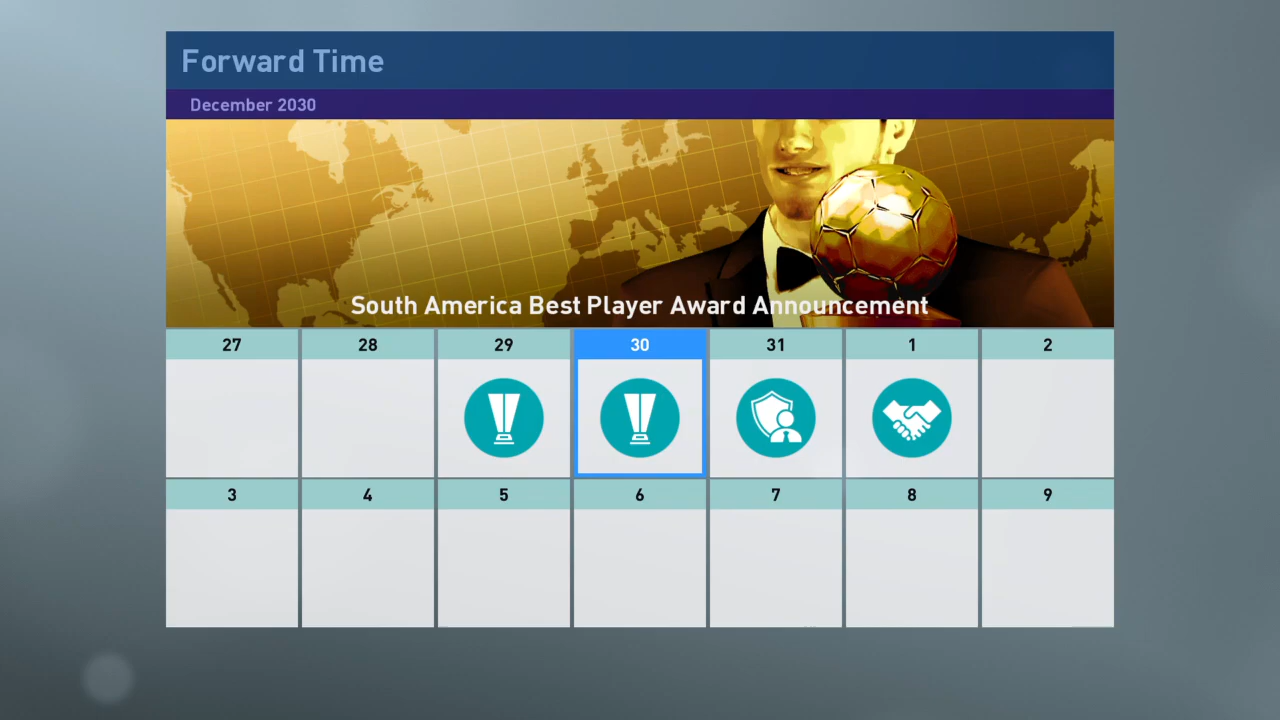 Forward Time
December 2030
South America Best Player Award Announcement
27 28 29 30 31 1 2
3 4 5 6 7 8 9